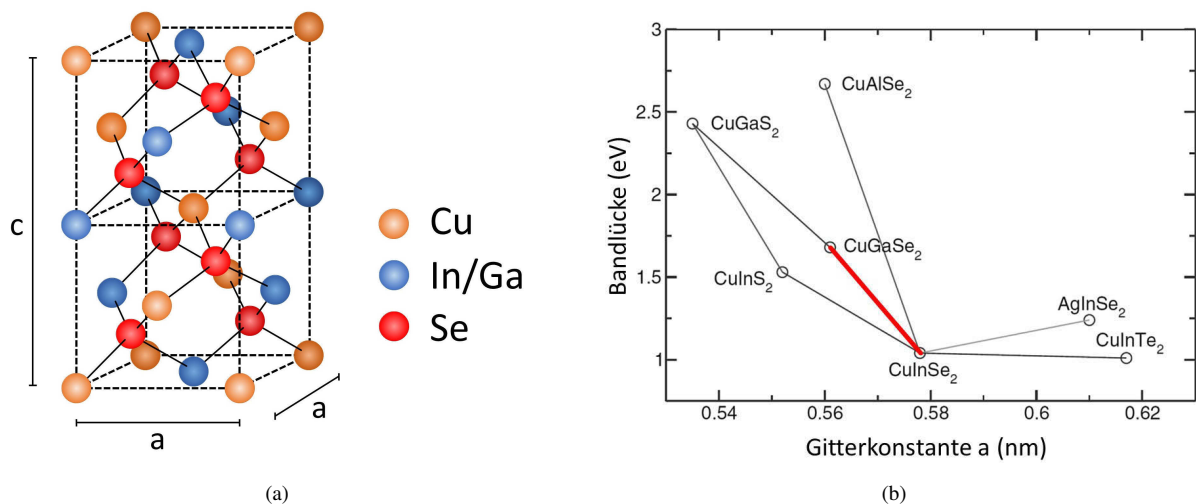 c
a
a
Cu
In/Ga
Se
(a)
Bandlücke (eV)
3
2.5
2
1.5
1
CuAlSe₂
CuGaS₂
CuGaSe₂
CuInS₂
AgInSe₂
CuInTe₂
CuInSe₂
0.54
0.56
0.58
0.6
0.62
Gitterkonstante a (nm)
(b)